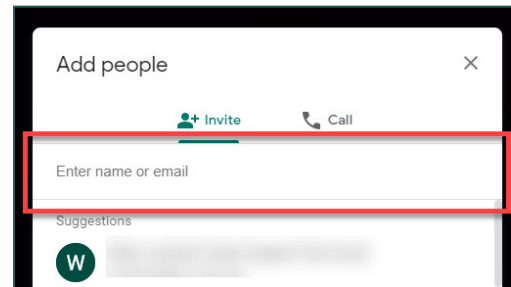 Add people
Invite Call
Enter name or email
Suggestions
W